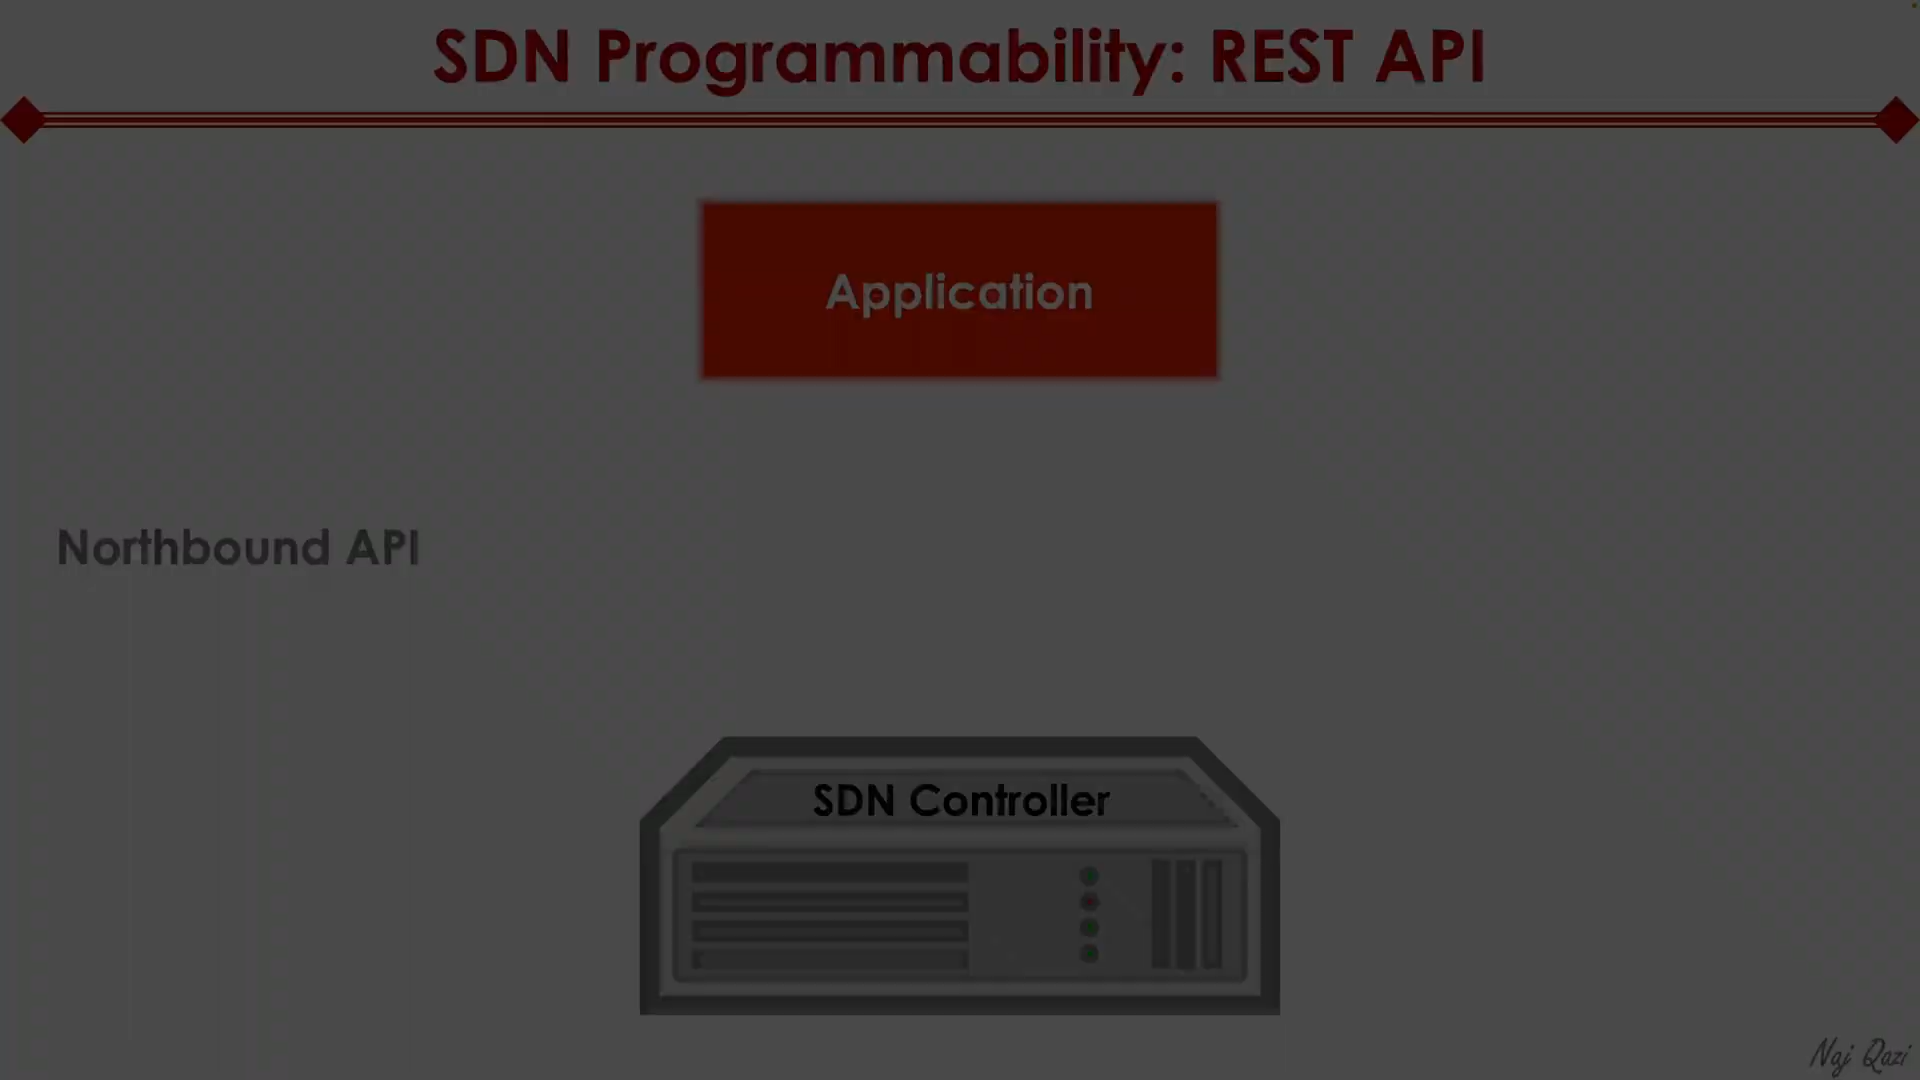 SDN Programmability: REST API
Application
Northbound API
SDN Controller
Naj Qazi